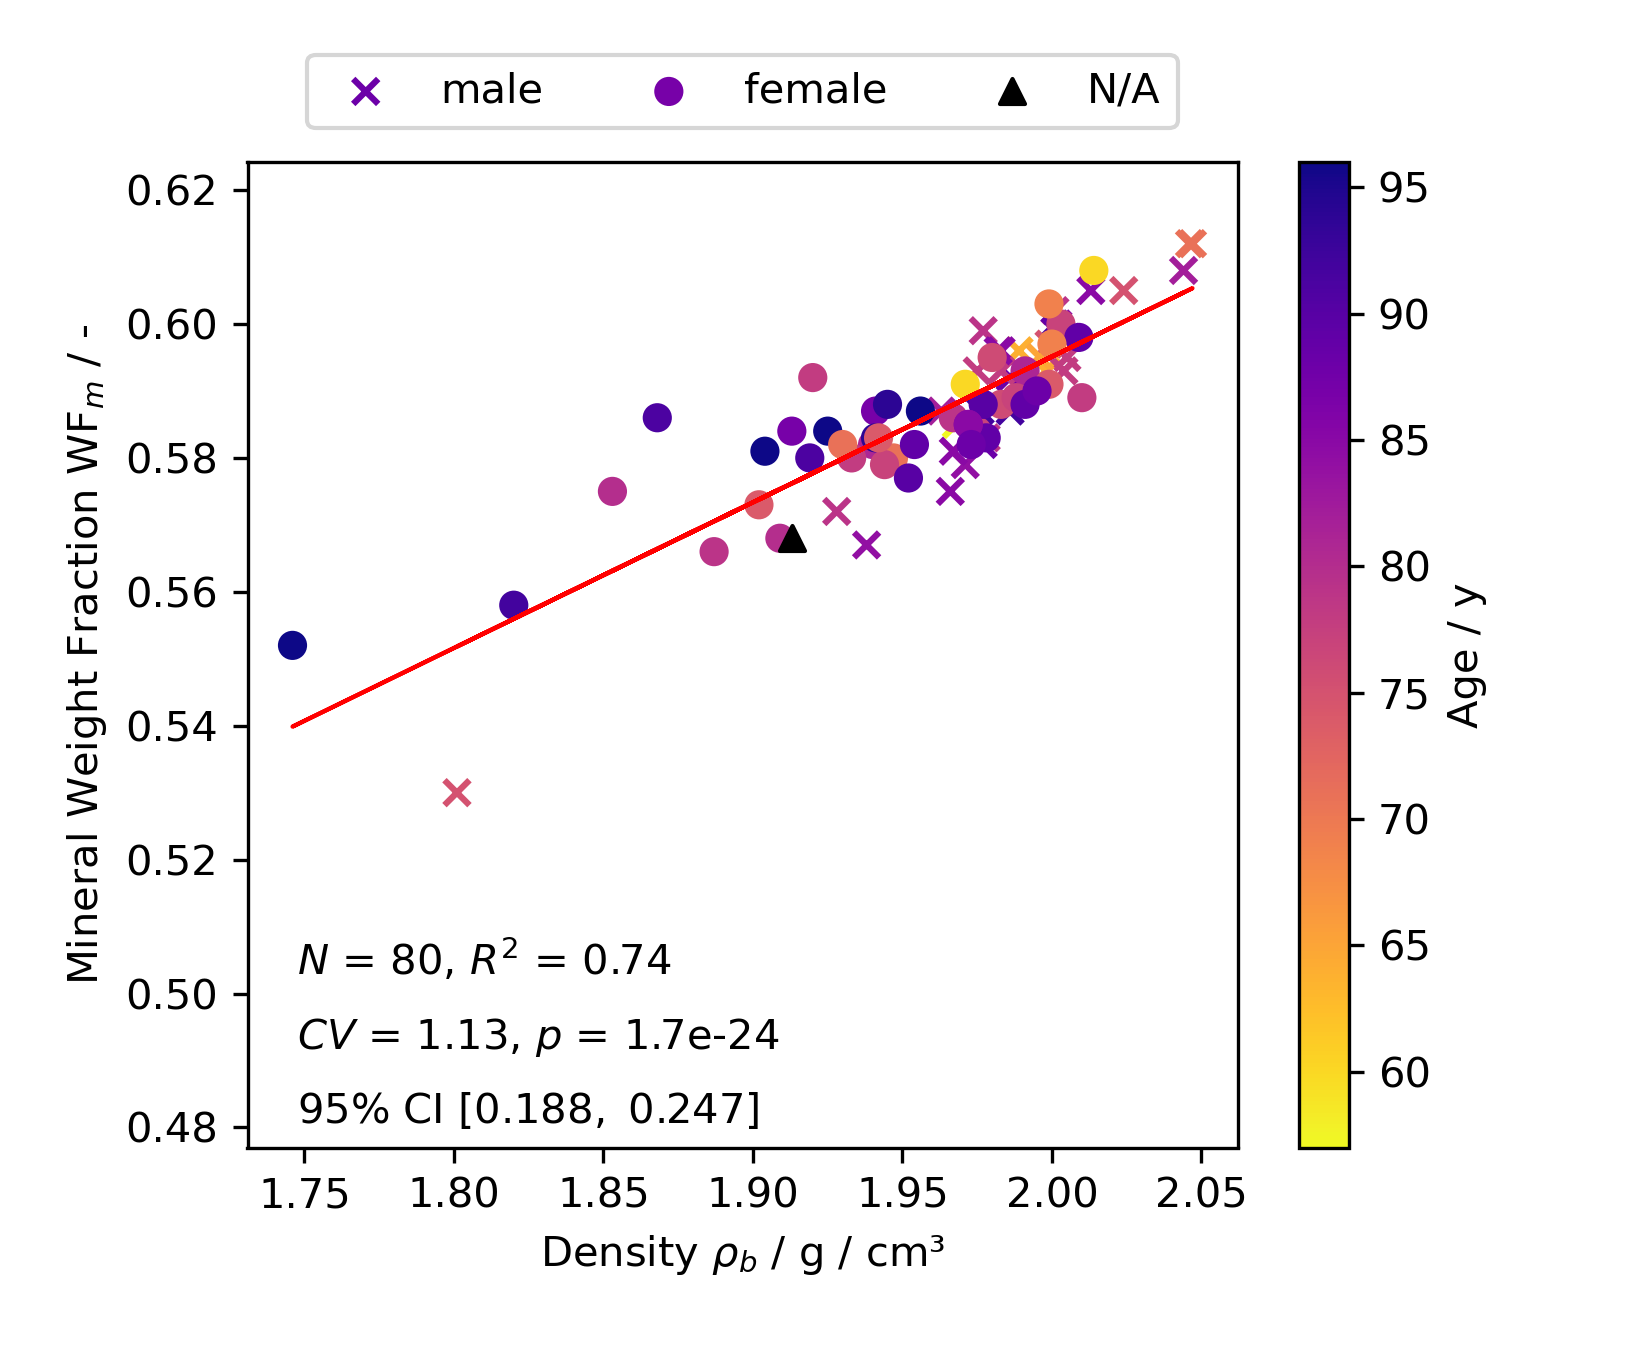 male female N/A
Mineral Weight Fraction WFₘ / -
0.62
0.60
0.58
0.56
0.54
0.52
0.50
0.48
N = 80, R² = 0.74
CV = 1.13, p = 1.7e-24
95% CI [0.188, 0.247]
1.75 1.80 1.85 1.90 1.95 2.00 2.05
Density ρ_b / g / cm³
95
90
85
80
75
70
65
60
Age / y